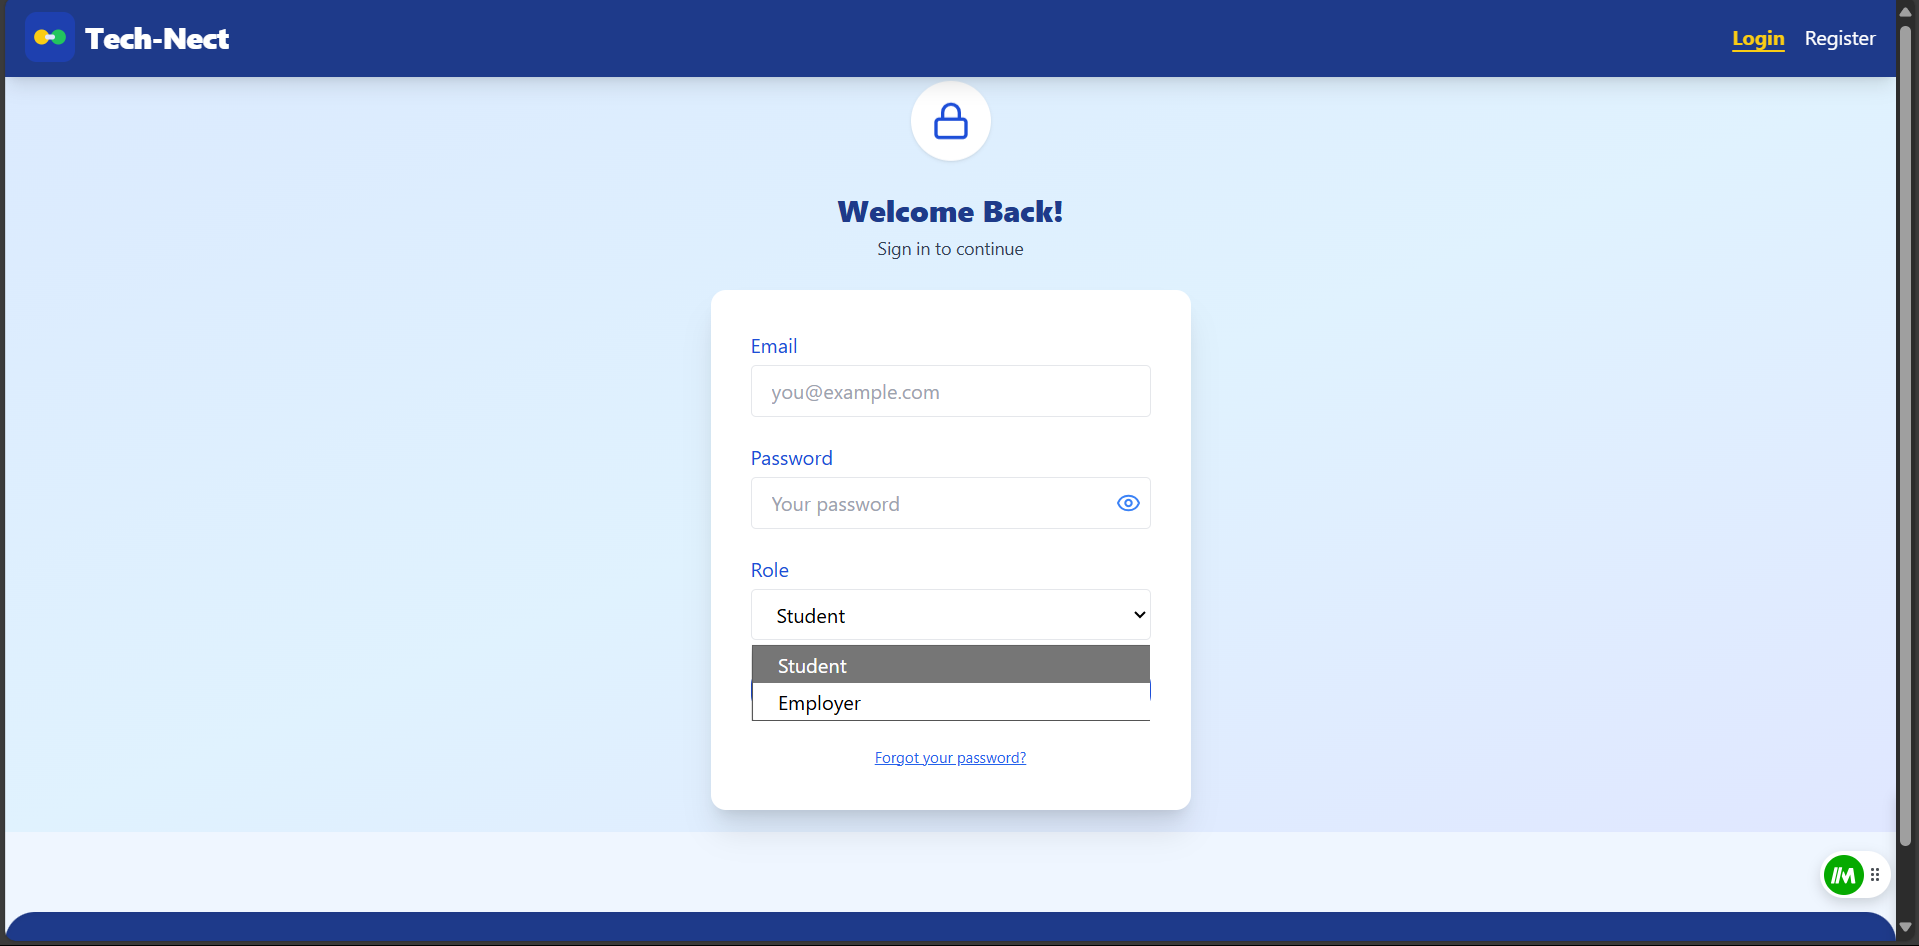 Tech-Nect
Login
Register
Welcome Back!
Sign in to continue
Email
you@example.com
Password
Your password
Role
Student
Student
Employer
Forgot your password?